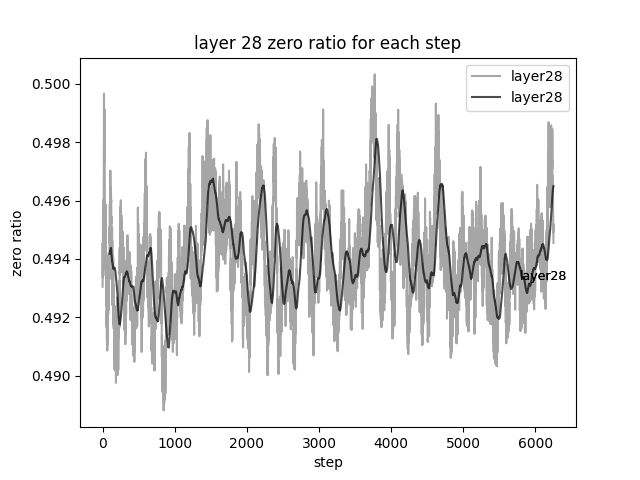 layer 28 zero ratio for each step
layer28
layer28
0.500
0.498
0.496
0.494
0.492
0.490
zero ratio
layer28
0
1000
2000
3000
4000
5000
6000
step